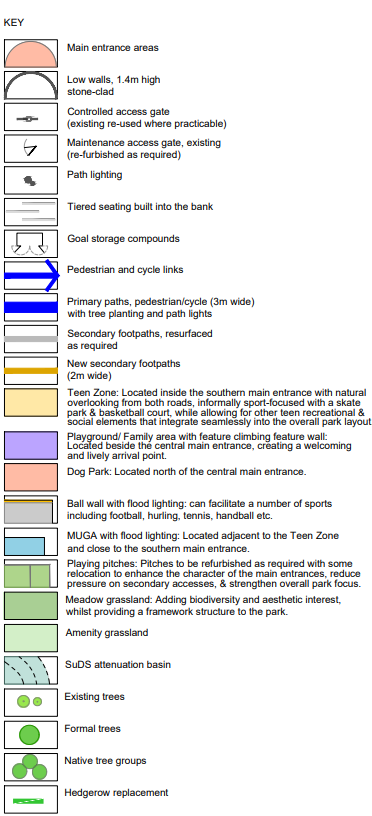 KEY
Main entrance areas
Low walls, 1.4m high
stone-clad
Controlled access gate
(existing re-used where practicable)
Maintenance access gate, existing
(re-furbished as required)
Path lighting
Tiered seating built into the bank
Goal storage compounds
Pedestrian and cycle links
Primary paths, pedestrian/cycle (3m wide)
with tree planting and path lights
Secondary footpaths, resurfaced
as required
New secondary footpaths
(2m wide)
Teen Zone: Located inside the southern main entrance with natural
overlooking from both roads, informally sport-focused with a skate
park & basketball court, while allowing for other teen recreational &
social elements that integrate seamlessly into the overall park layout
Playground/ Family area with feature climbing feature wall:
Located beside the central main entrance, creating a welcoming
and lively arrival point.
Dog Park: Located north of the central main entrance.
Ball wall with flood lighting: can facilitate a number of sports
including football, hurling, tennis, handball etc.
MUGA with flood lighting: Located adjacent to the Teen Zone
and close to the southern main entrance.
Playing pitches: Pitches to be refurbished as required with some
relocation to enhance the character of the main entrances, reduce
pressure on secondary accesses, & strengthen overall park focus.
Meadow grassland: Adding biodiversity and aesthetic interest,
whilst providing a framework structure to the park.
Amenity grassland
SuDS attenuation basin
Existing trees
Formal trees
Native tree groups
Hedgerow replacement